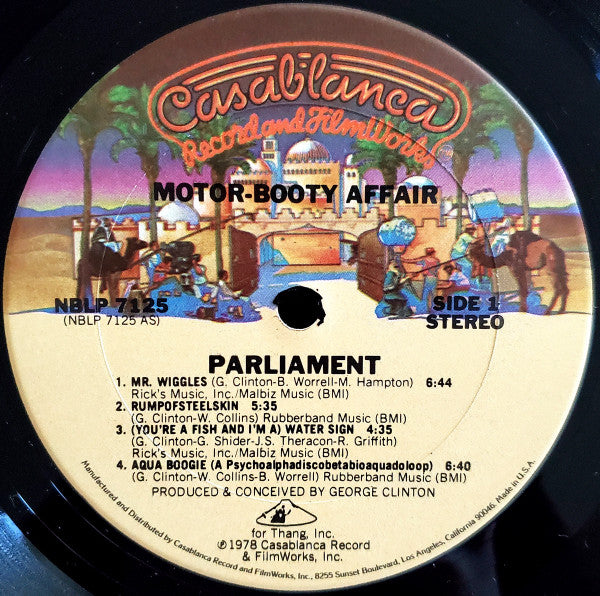 Casablanca
Record and FilmWorks
MOTOR-BOOTY AFFAIR
NBLP 7125
(NBLP 7125 AS)
SIDE 1
STEREO
PARLIAMENT
1. MR. WIGGLES (G. Clinton-B. Worrell-M. Hampton) 6:44
Rick's Music, Inc./Malbiz Music (BMI)
2. RUMPOFSTEELSKIN 5:35
(G. Clinton-W. Collins) Rubberband Music (BMI)
3. (YOU'RE A FISH AND I'M A) WATER SIGN 4:35
(G. Clinton-G. Shider-J.S. Theracon-R. Griffith)
Rick's Music, Inc./Malbiz Music (BMI)
4. AQUA BOOGIE (A Psychoalphadiscobetabioaquadoloop) 6:40
(G. Clinton-W. Collins-B. Worrell) Rubberband Music (BMI)
PRODUCED & CONCEIVED BY GEORGE CLINTON
for Thang, Inc.
℗1978 Casablanca Record
& FilmWorks, Inc.
Manufactured and Distributed by Casablanca Record and FilmWorks, Inc., 8255 Sunset Boulevard, Los Angeles, California 90046. Made in U.S.A.